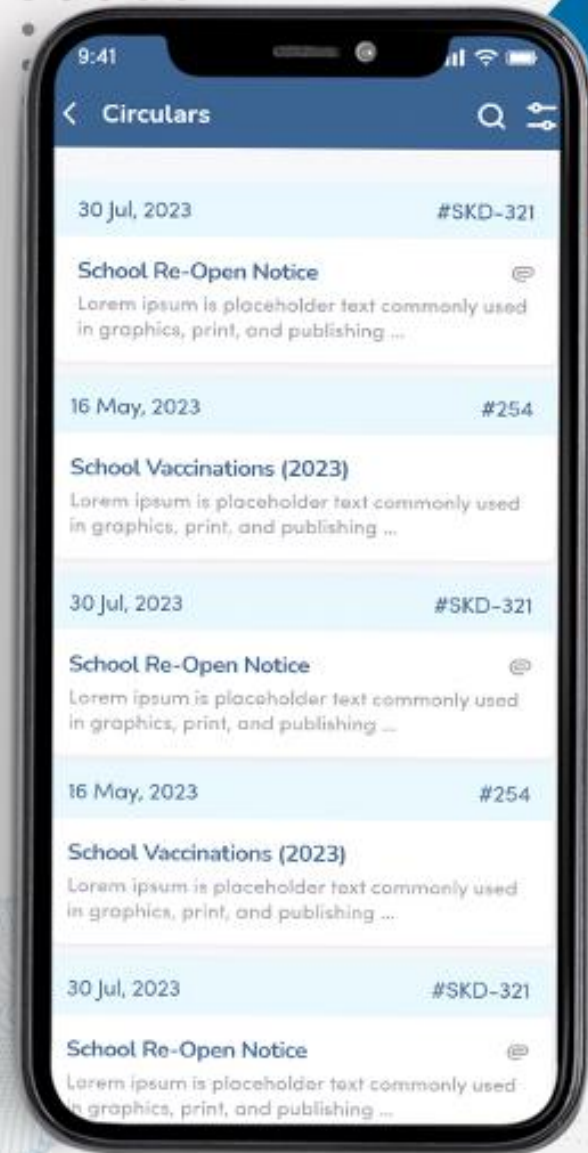 9:41
Circulars
30 Jul, 2023 #SKD-321
School Re-Open Notice
Lorem ipsum is placeholder text commonly used
in graphics, print, and publishing ...
16 May, 2023 #254
School Vaccinations (2023)
Lorem ipsum is placeholder text commonly used
in graphics, print, and publishing ...
30 Jul, 2023 #SKD-321
School Re-Open Notice
Lorem ipsum is placeholder text commonly used
in graphics, print, and publishing ...
16 May, 2023 #254
School Vaccinations (2023)
Lorem ipsum is placeholder text commonly used
in graphics, print, and publishing ...
30 Jul, 2023 #SKD-321
School Re-Open Notice
Lorem ipsum is placeholder text commonly used
in graphics, print, and publishing ...